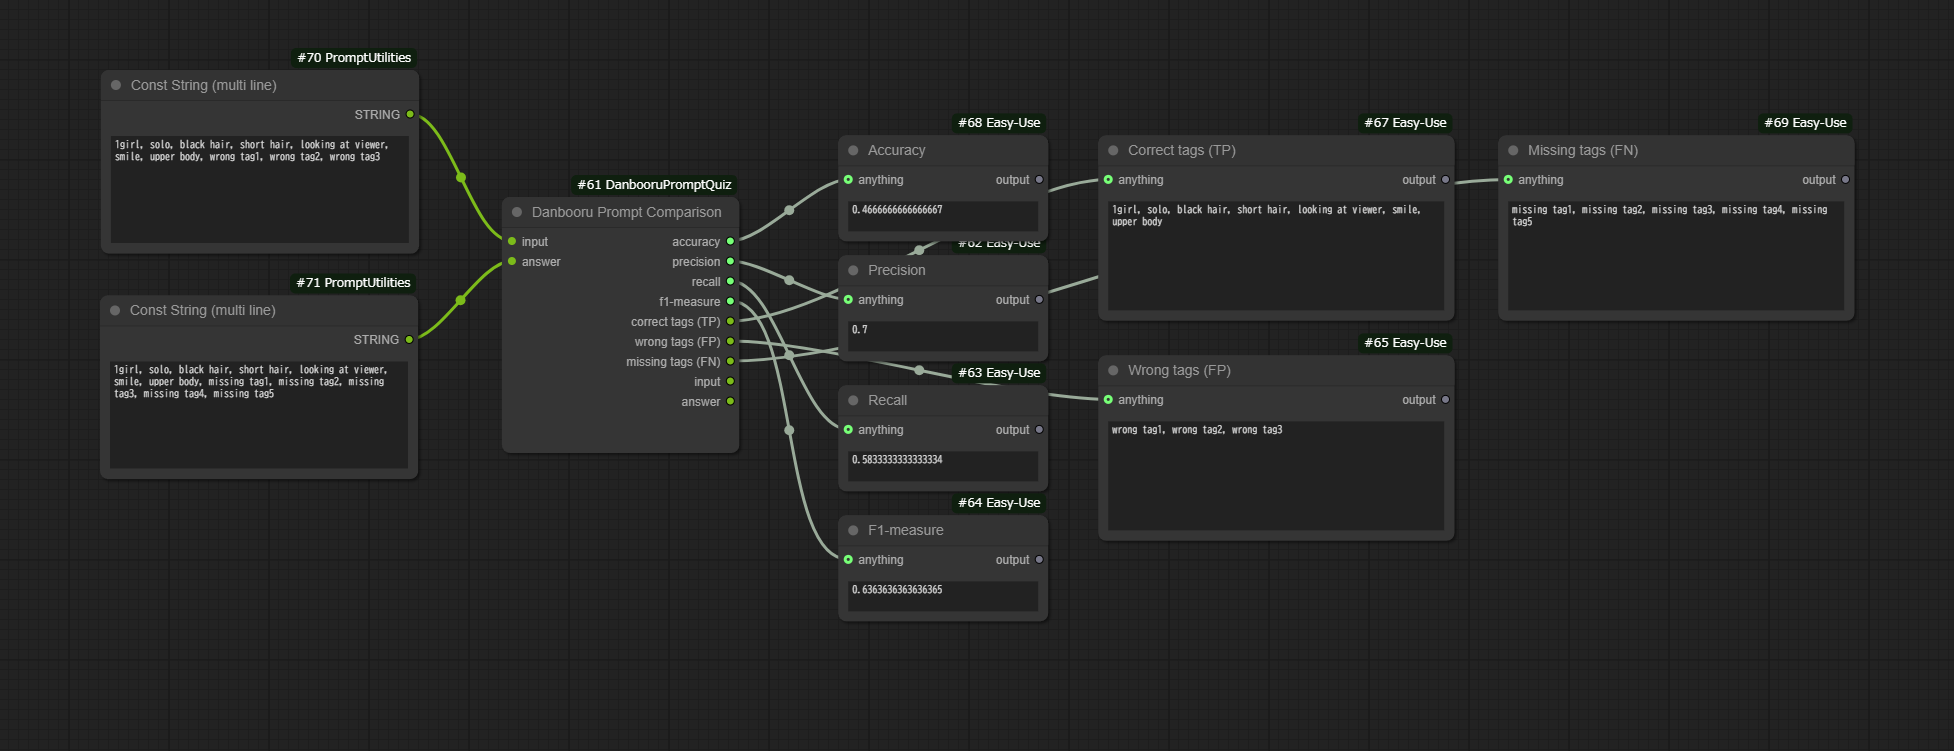 #70 PromptUtilities
Const String (multi line)
STRING
1girl, solo, black hair, short hair, looking at viewer,
smile, upper body, wrong tag1, wrong tag2, wrong tag3
#71 PromptUtilities
Const String (multi line)
STRING
1girl, solo, black hair, short hair, looking at viewer,
smile, upper body, missing tag1, missing tag2, missing
tag3, missing tag4, missing tag5
#61 DanbooruPromptQuiz
Danbooru Prompt Comparison
input accuracy
answer precision
recall
f1-measure
correct tags (TP)
wrong tags (FP)
missing tags (FN)
input
answer
#68 Easy-Use
Accuracy
anything output
0.4666666666666667
#62 Easy-Use
Precision
anything output
0.7
#63 Easy-Use
Recall
anything output
0.5833333333333334
#64 Easy-Use
F1-measure
anything output
0.6363636363636365
#67 Easy-Use
Correct tags (TP)
anything output
1girl, solo, black hair, short hair, looking at viewer, smile,
upper body
#65 Easy-Use
Wrong tags (FP)
anything output
wrong tag1, wrong tag2, wrong tag3
#69 Easy-Use
Missing tags (FN)
anything output
missing tag1, missing tag2, missing tag3, missing tag4, missing
tag5